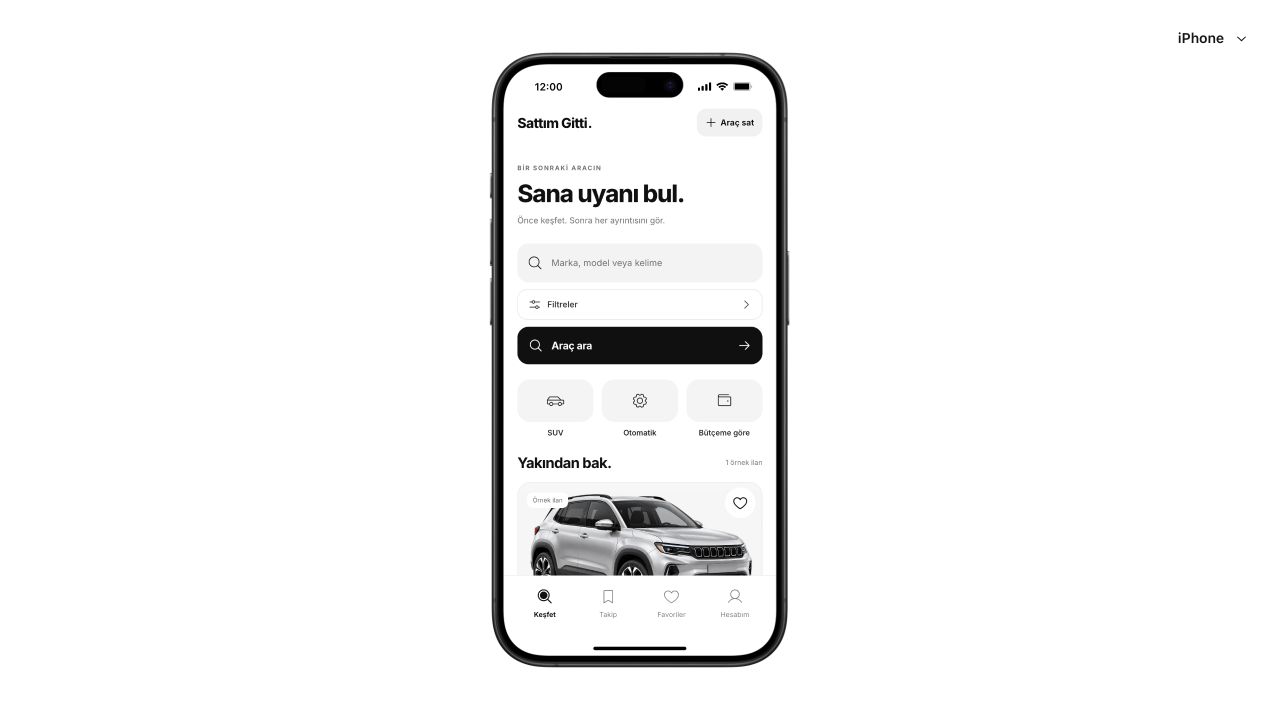 iPhone
12:00
Sattım Gitti.
Araç sat
BİR SONRAKİ ARACIN
Sana uyanı bul.
Önce keşfet. Sonra her ayrıntısını gör.
Marka, model veya kelime
Filtreler
Araç ara
SUV
Otomatik
Bütçeme göre
Yakından bak.
1 örnek ilan
Örnek ilan
Keşfet
Takip
Favoriler
Hesabım